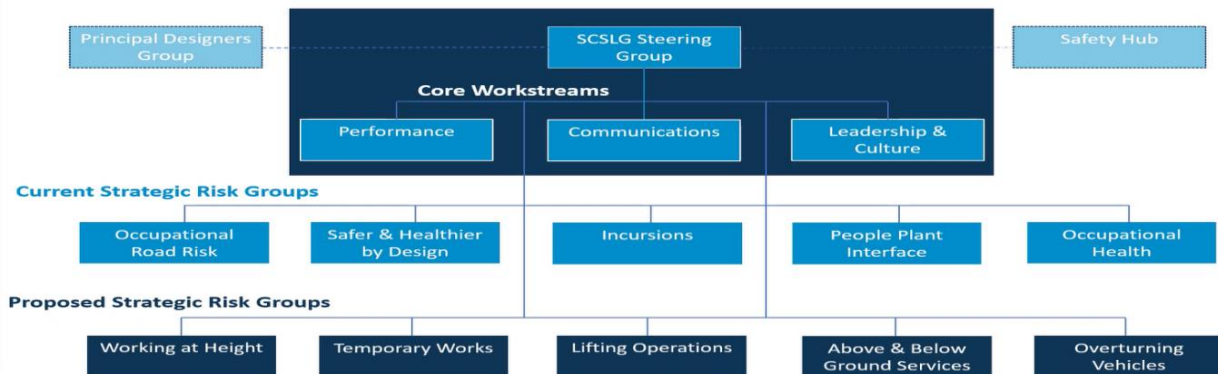 Principal Designers
Group
SCSLG Steering
Group
Safety Hub
Core Workstreams
Performance
Communications
Leadership &
Culture
Current Strategic Risk Groups
Occupational
Road Risk
Safer & Healthier
by Design
Incursions
People Plant
Interface
Occupational
Health
Proposed Strategic Risk Groups
Working at Height
Temporary Works
Lifting Operations
Above & Below
Ground Services
Overturning
Vehicles